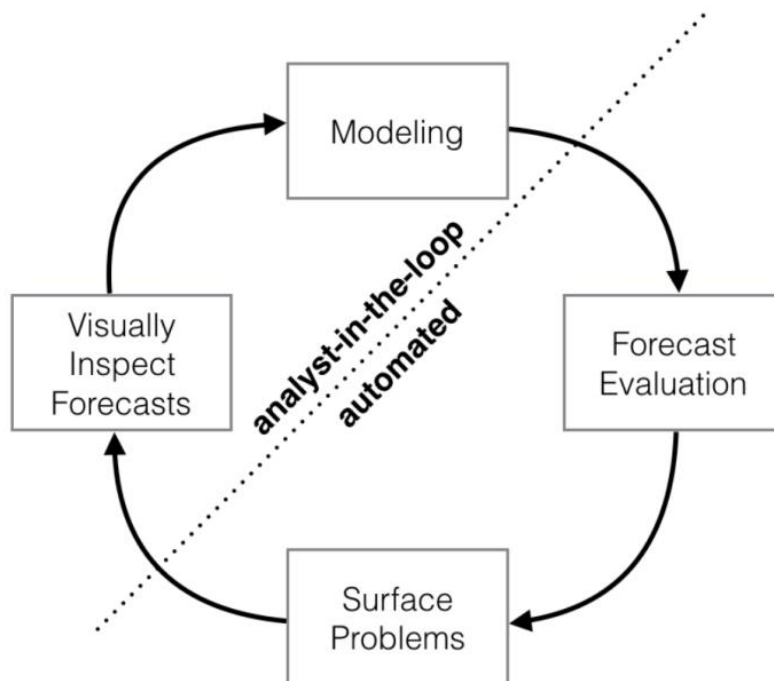 Modeling
analyst-in-the-loop
automated
Visually
Inspect
Forecasts
Forecast
Evaluation
Surface
Problems